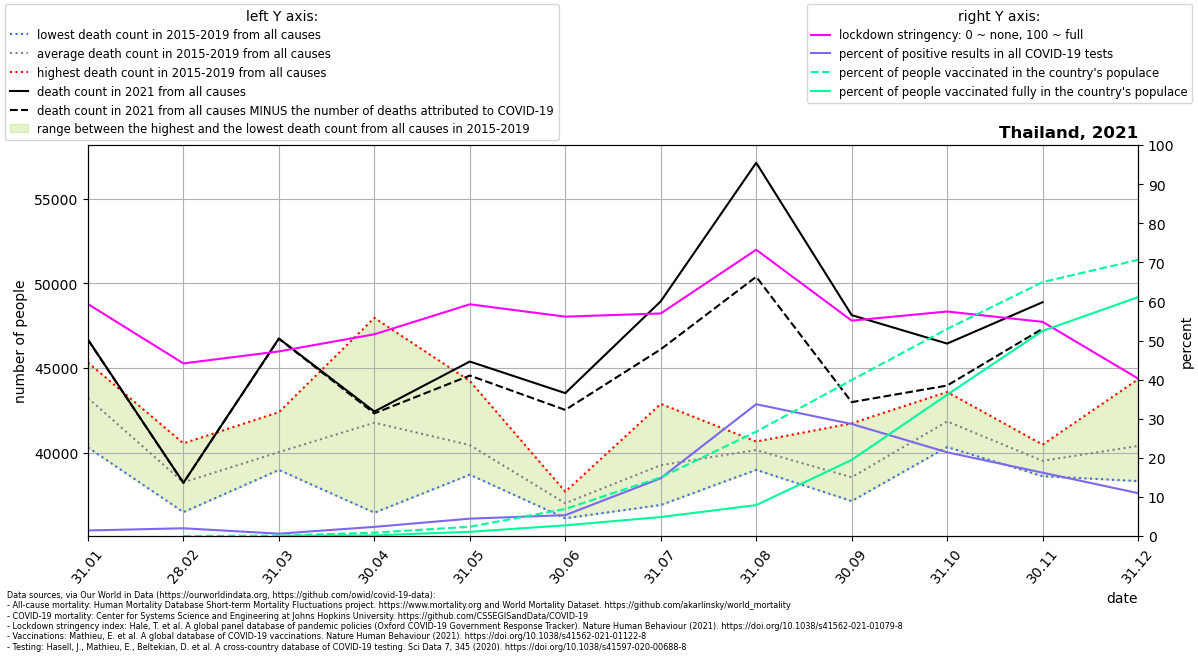 left Y axis:
lowest death count in 2015-2019 from all causes
average death count in 2015-2019 from all causes
highest death count in 2015-2019 from all causes
death count in 2021 from all causes
death count in 2021 from all causes MINUS the number of deaths attributed to COVID-19
range between the highest and the lowest death count from all causes in 2015-2019
right Y axis:
lockdown stringency: 0 ~ none, 100 ~ full
percent of positive results in all COVID-19 tests
percent of people vaccinated in the country's populace
percent of people vaccinated fully in the country's populace
Thailand, 2021
number of people
55000
50000
45000
40000
100
90
80
70
60
50
40
30
20
10
0
percent
31.01
28.02
31.03
30.04
31.05
30.06
31.07
31.08
30.09
31.10
30.11
31.12
date
Data sources, via Our World in Data (https://ourworldindata.org, https://github.com/owid/covid-19-data):
- All-cause mortality: Human Mortality Database Short-term Mortality Fluctuations project. https://www.mortality.org and World Mortality Dataset. https://github.com/akarlinsky/world_mortality
- COVID-19 mortality: Center for Systems Science and Engineering at Johns Hopkins University. https://github.com/CSSEGISandData/COVID-19
- Lockdown stringency index: Hale, T. et al. A global panel database of pandemic policies (Oxford COVID-19 Government Response Tracker). Nature Human Behaviour (2021). https://doi.org/10.1038/s41562-021-01079-8
- Vaccinations: Mathieu, E. et al. A global database of COVID-19 vaccinations. Nature Human Behaviour (2021). https://doi.org/10.1038/s41562-021-01122-8
- Testing: Hasell, J., Mathieu, E., Beltekian, D. et al. A cross-country database of COVID-19 testing. Sci Data 7, 345 (2020). https://doi.org/10.1038/s41597-020-00688-8